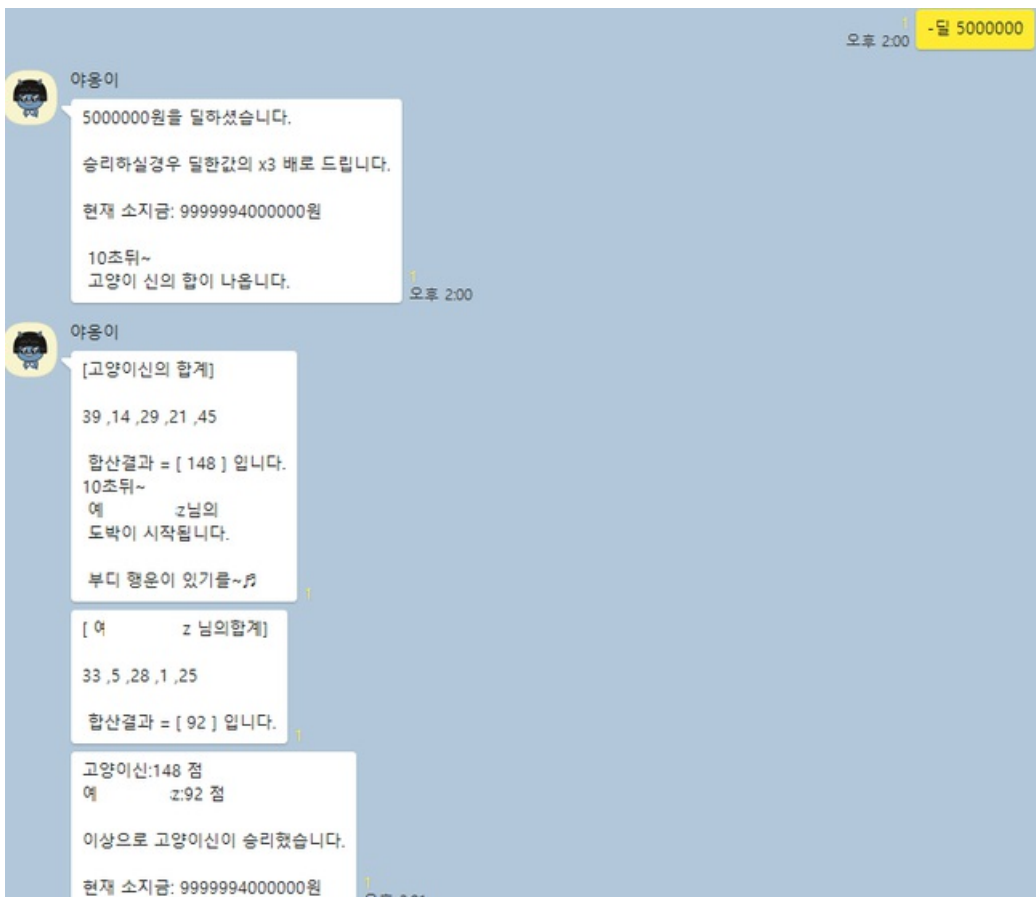 -딜 5000000
1
오후 2:00
야옹이
5000000원을 딜하셨습니다.
승리하실경우 딜한값의 x3 배로 드립니다.
현재 소지금: 9999994000000원
10초뒤~
고양이 신의 합이 나옵니다.
1
오후 2:00
야옹이
[고양이신의 합계]
39 ,14 ,29 ,21 ,45
합산결과 = [ 148 ] 입니다.
10초뒤~
예 z님의
도박이 시작됩니다.
부디 행운이 있기를~♬
1
[ 예 z 님의합계]
33 ,5 ,28 ,1 ,25
합산결과 = [ 92 ] 입니다.
1
고양이신:148 점
예 z:92 점
이상으로 고양이신이 승리했습니다.
현재 소지금: 9999994000000원
1